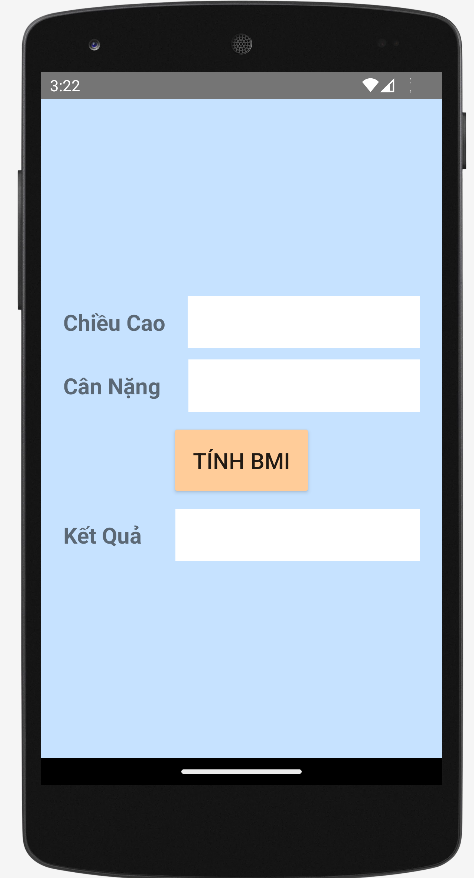 3:22
Chiều Cao
Cân Nặng
TÍNH BMI
Kết Quả